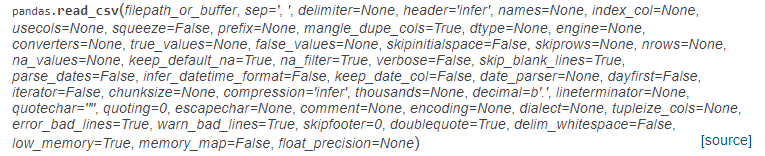 pandas.read_csv(filepath_or_buffer, sep=', ', delimiter=None, header='infer', names=None, index_col=None,
usecols=None, squeeze=False, prefix=None, mangle_dupe_cols=True, dtype=None, engine=None,
converters=None, true_values=None, false_values=None, skipinitialspace=False, skiprows=None, nrows=None,
na_values=None, keep_default_na=True, na_filter=True, verbose=False, skip_blank_lines=True,
parse_dates=False, infer_datetime_format=False, keep_date_col=False, date_parser=None, dayfirst=False,
iterator=False, chunksize=None, compression='infer', thousands=None, decimal=b'.', lineterminator=None,
quotechar='"', quoting=0, escapechar=None, comment=None, encoding=None, dialect=None, tupleize_cols=None,
error_bad_lines=True, warn_bad_lines=True, skipfooter=0, doublequote=True, delim_whitespace=False,
low_memory=True, memory_map=False, float_precision=None) [source]